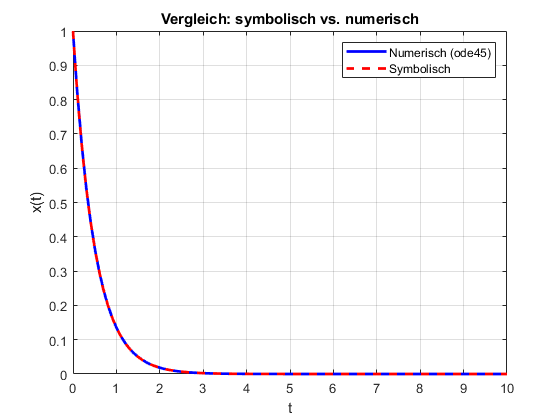 Vergleich: symbolisch vs. numerisch
Numerisch (ode45)
Symbolisch
1
0.9
0.8
0.7
0.6
0.5
0.4
0.3
0.2
0.1
0
x(t)
0 1 2 3 4 5 6 7 8 9 10
t